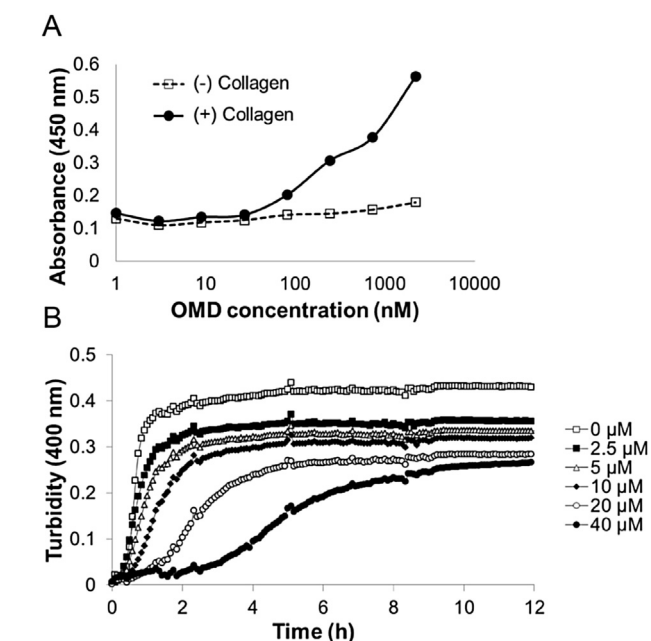 A
0.6
0.5
0.4
0.3
0.2
0.1
0
Absorbance (450 nm)
(-) Collagen
(+) Collagen
1 10 100 1000 10000
OMD concentration (nM)
B
0.5
0.4
0.3
0.2
0.1
0
Turbidity (400 nm)
0 2 4 6 8 10 12
Time (h)
0 µM
2.5 µM
5 µM
10 µM
20 µM
40 µM